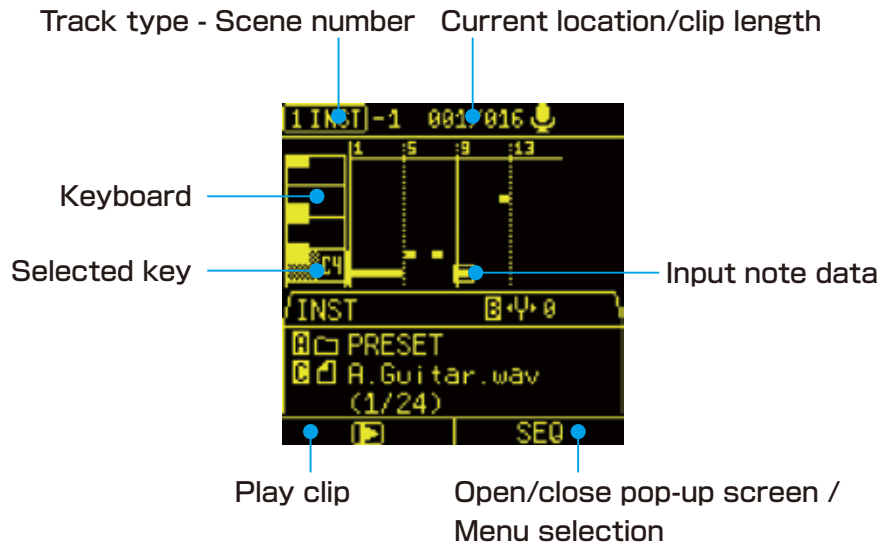 Track type - Scene number Current location/clip length
1 INST -1 001/016
1 5 9 13
Keyboard
Selected key C4 Input note data
INST B Y 0
A PRESET
C A.Guitar.wav
(1/24)
SEQ
Play clip Open/close pop-up screen /
Menu selection